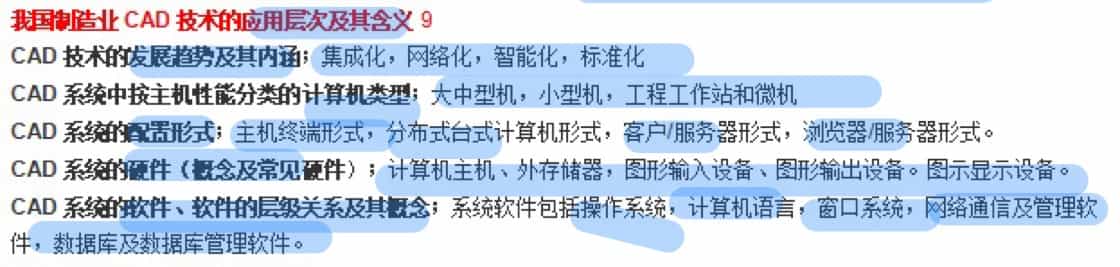 我国制造业 CAD 技术的应用层次及其含义 9
CAD 技术的发展趋势及其内涵；集成化，网络化，智能化，标准化
CAD 系统中按主机性能分类的计算机类型；大中型机，小型机，工程工作站和微机
CAD 系统的配置形式；主机终端形式，分布式台式计算机形式，客户/服务器形式，浏览器/服务器形式。
CAD 系统的硬件（概念及常见硬件）；计算机主机、外存储器，图形输入设备、图形输出设备。图示显示设备。
CAD 系统的软件、软件的层级关系及其概念；系统软件包括操作系统，计算机语言，窗口系统，网络通信及管理软
件，数据库及数据库管理软件。